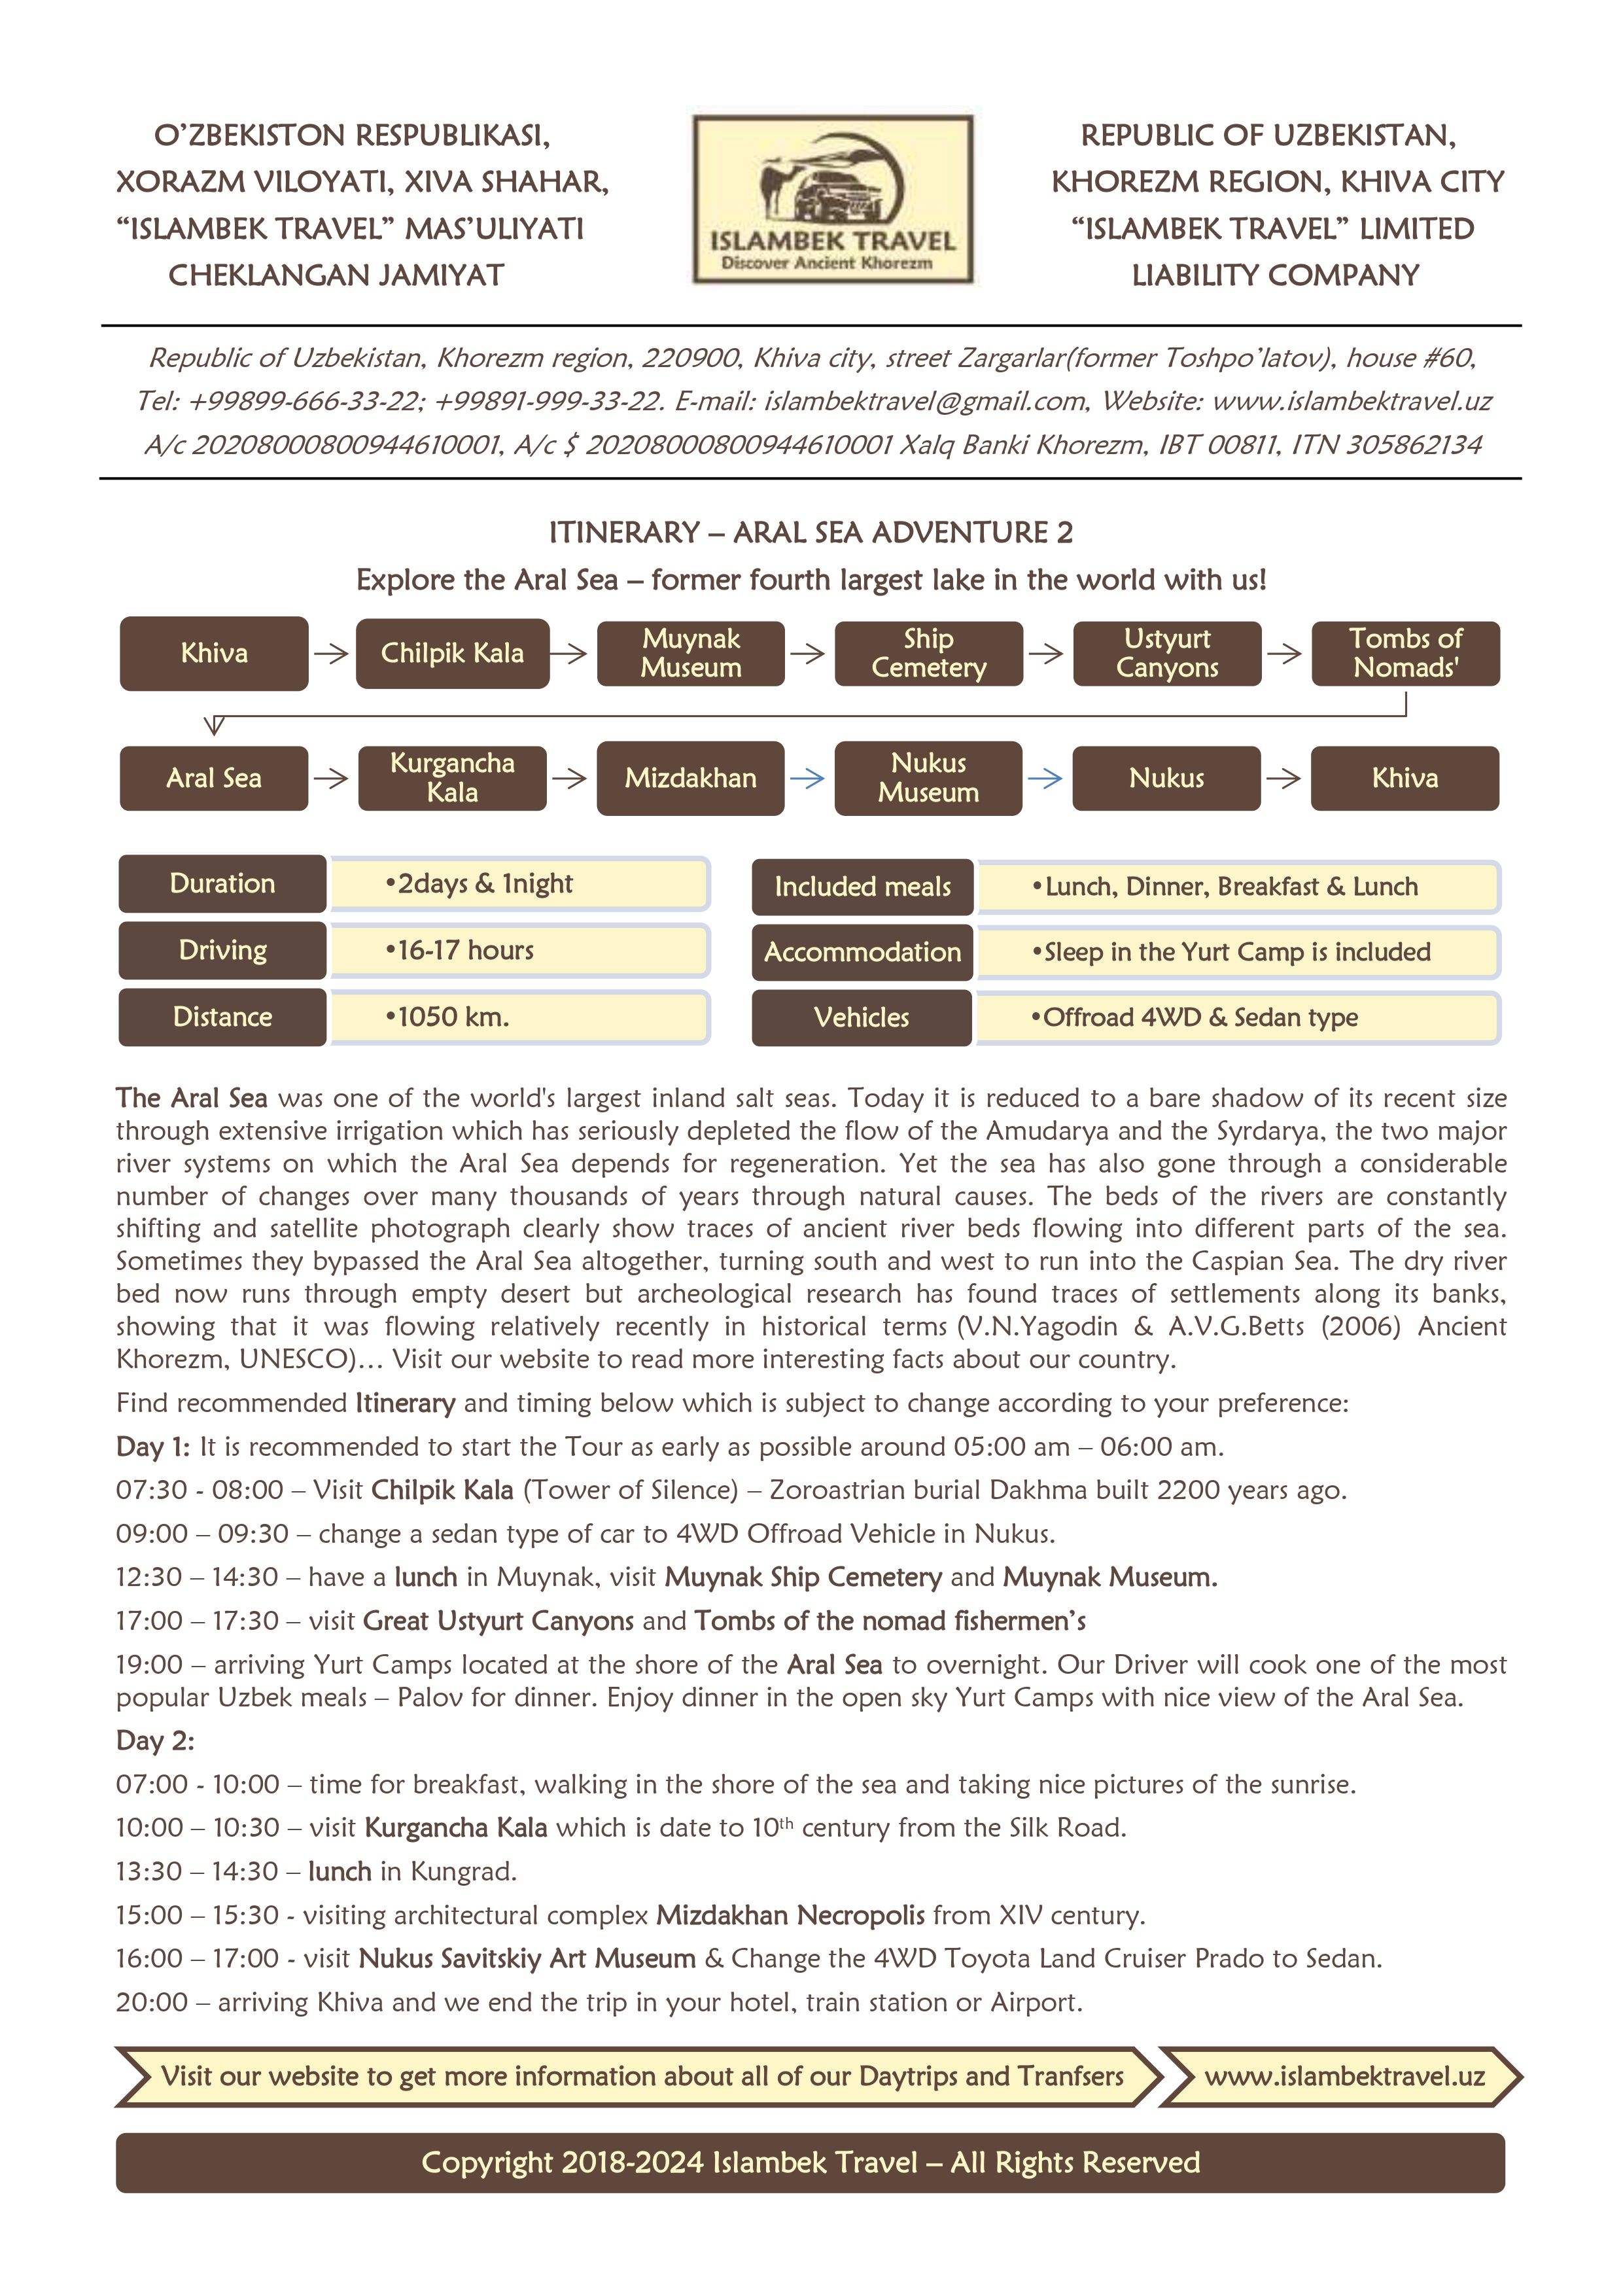 O’ZBEKISTON RESPUBLIKASI,
XORAZM VILOYATI, XIVA SHAHAR,
“ISLAMBEK TRAVEL” MAS’ULIYATI
CHEKLANGAN JAMIYAT
ISLAMBEK TRAVEL
Discover Ancient Khorezm
REPUBLIC OF UZBEKISTAN,
KHOREZM REGION, KHIVA CITY
“ISLAMBEK TRAVEL” LIMITED
LIABILITY COMPANY
Republic of Uzbekistan, Khorezm region, 220900, Khiva city, street Zargarlar(former Toshpo’latov), house #60,
Tel: +99899-666-33-22; +99891-999-33-22. E-mail: islambektravel@gmail.com, Website: www.islambektravel.uz
A/c 20208000800944610001, A/c $ 20208000800944610001 Xalq Banki Khorezm, IBT 00811, ITN 305862134
ITINERARY – ARAL SEA ADVENTURE 2
Explore the Aral Sea – former fourth largest lake in the world with us!
Khiva
Chilpik Kala
Muynak
Museum
Ship
Cemetery
Ustyurt
Canyons
Tombs of
Nomads'
Aral Sea
Kurgancha
Kala
Mizdakhan
Nukus
Museum
Nukus
Khiva
Duration
•2days & 1night
Driving
•16-17 hours
Distance
•1050 km.
Included meals
•Lunch, Dinner, Breakfast & Lunch
Accommodation
•Sleep in the Yurt Camp is included
Vehicles
•Offroad 4WD & Sedan type
The Aral Sea was one of the world's largest inland salt seas. Today it is reduced to a bare shadow of its recent size
through extensive irrigation which has seriously depleted the flow of the Amudarya and the Syrdarya, the two major
river systems on which the Aral Sea depends for regeneration. Yet the sea has also gone through a considerable
number of changes over many thousands of years through natural causes. The beds of the rivers are constantly
shifting and satellite photograph clearly show traces of ancient river beds flowing into different parts of the sea.
Sometimes they bypassed the Aral Sea altogether, turning south and west to run into the Caspian Sea. The dry river
bed now runs through empty desert but archeological research has found traces of settlements along its banks,
showing that it was flowing relatively recently in historical terms (V.N.Yagodin & A.V.G.Betts (2006) Ancient
Khorezm, UNESCO)… Visit our website to read more interesting facts about our country.
Find recommended Itinerary and timing below which is subject to change according to your preference:
Day 1: It is recommended to start the Tour as early as possible around 05:00 am – 06:00 am.
07:30 - 08:00 – Visit Chilpik Kala (Tower of Silence) – Zoroastrian burial Dakhma built 2200 years ago.
09:00 – 09:30 – change a sedan type of car to 4WD Offroad Vehicle in Nukus.
12:30 – 14:30 – have a lunch in Muynak, visit Muynak Ship Cemetery and Muynak Museum.
17:00 – 17:30 – visit Great Ustyurt Canyons and Tombs of the nomad fishermen’s
19:00 – arriving Yurt Camps located at the shore of the Aral Sea to overnight. Our Driver will cook one of the most
popular Uzbek meals – Palov for dinner. Enjoy dinner in the open sky Yurt Camps with nice view of the Aral Sea.
Day 2:
07:00 - 10:00 – time for breakfast, walking in the shore of the sea and taking nice pictures of the sunrise.
10:00 – 10:30 – visit Kurgancha Kala which is date to 10th century from the Silk Road.
13:30 – 14:30 – lunch in Kungrad.
15:00 – 15:30 - visiting architectural complex Mizdakhan Necropolis from XIV century.
16:00 – 17:00 - visit Nukus Savitskiy Art Museum & Change the 4WD Toyota Land Cruiser Prado to Sedan.
20:00 – arriving Khiva and we end the trip in your hotel, train station or Airport.
Visit our website to get more information about all of our Daytrips and Tranfsers
www.islambektravel.uz
Copyright 2018-2024 Islambek Travel – All Rights Reserved